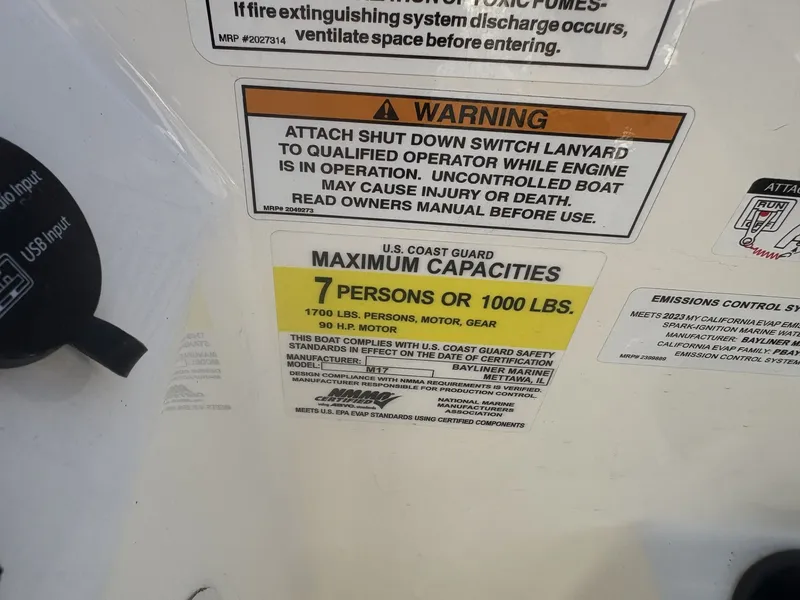 If fire extinguishing system discharge occurs,
ventilate space before entering.
MRP #2027314
WARNING
ATTACH SHUT DOWN SWITCH LANYARD
TO QUALIFIED OPERATOR WHILE ENGINE
IS IN OPERATION. UNCONTROLLED BOAT
MAY CAUSE INJURY OR DEATH.
READ OWNERS MANUAL BEFORE USE.
MRP# 2049273
U.S. COAST GUARD
MAXIMUM CAPACITIES
7 PERSONS OR 1000 LBS.
1700 LBS. PERSONS, MOTOR, GEAR
90 H.P. MOTOR
THIS BOAT COMPLIES WITH U.S. COAST GUARD SAFETY
STANDARDS IN EFFECT ON THE DATE OF CERTIFICATION
MANUFACTURER: BAYLINER MARINE
MODEL: M17 METTAWA, IL
DESIGN COMPLIANCE WITH NMMA REQUIREMENTS IS VERIFIED.
MANUFACTURER RESPONSIBLE FOR PRODUCTION CONTROL.
NMMA
CERTIFIED
using ABYC standards
NATIONAL MARINE
MANUFACTURERS
ASSOCIATION
MEETS U.S. EPA EVAP STANDARDS USING CERTIFIED COMPONENTS
USB Input
RUN
EMISSIONS CONTROL
MEETS 2023 MY CALIFORNIA EVAP
SPARK-IGNITION MARINE
MANUFACTURER: BAYLINER
CALIFORNIA EVAP FAMILY:
EMISSION CONTROL SYSTEM